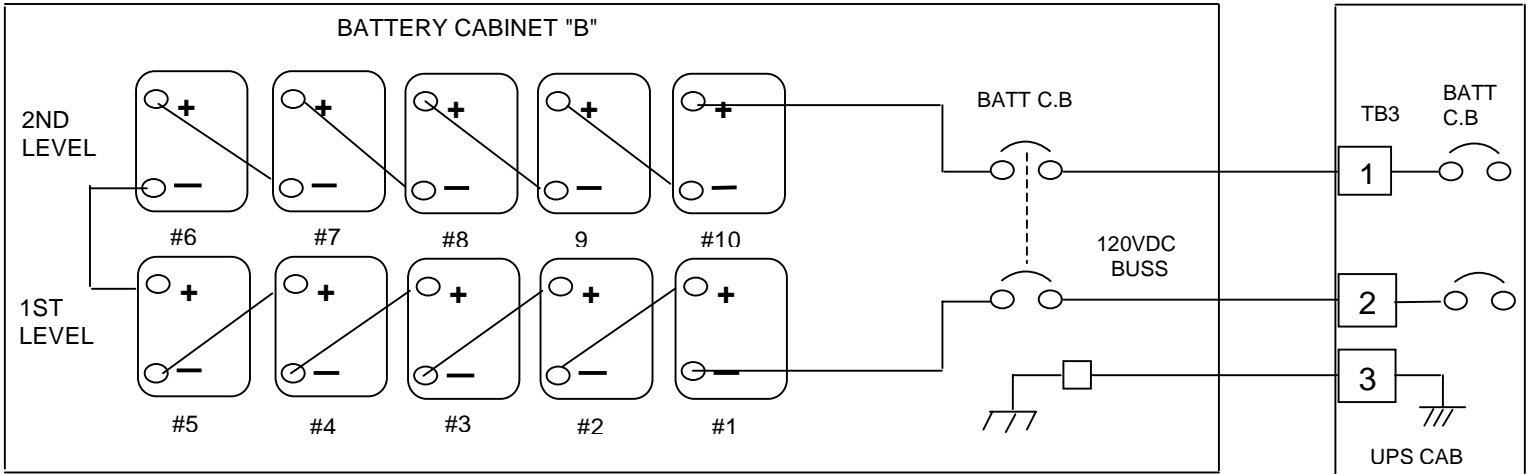 BATTERY CABINET "B"
2ND
LEVEL
+ + + + +
− − − − −
#6 #7 #8 9 #10
BATT C.B
TB3
BATT
C.B
1
1ST
LEVEL
+ + + + +
− − − − −
#5 #4 #3 #2 #1
120VDC
BUSS
2
3
UPS CAB